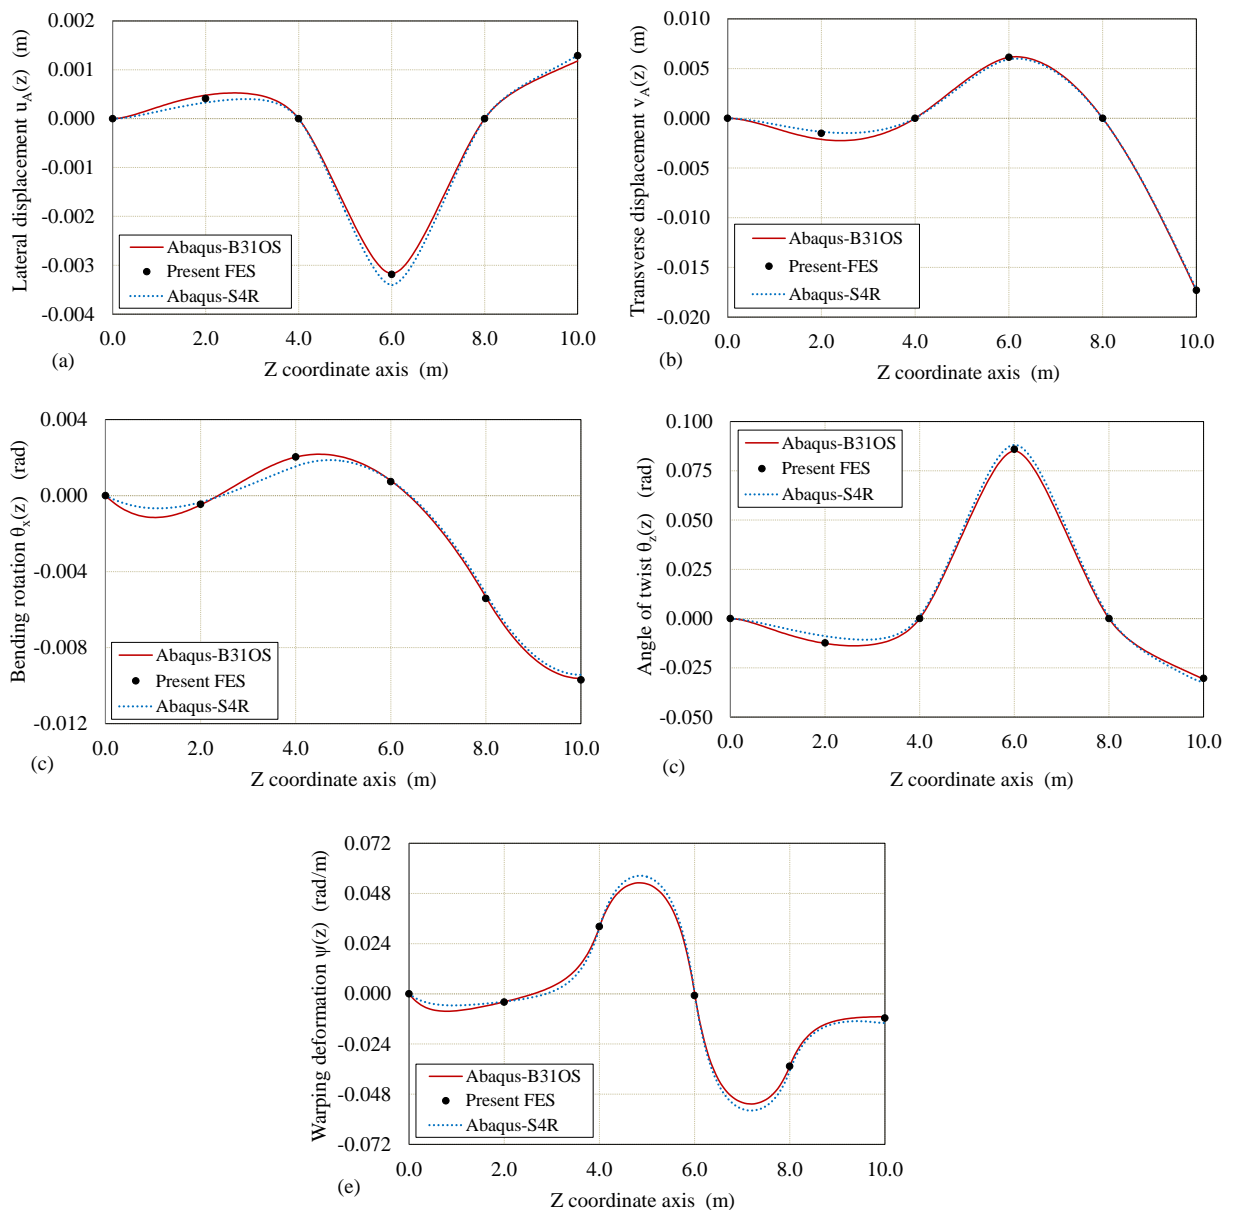 0.002
0.001
0.000
-0.001
-0.002
-0.003
-0.004
Lateral displacement u_A(z) (m)
Abaqus-B31OS
Present FES
Abaqus-S4R
0.0 2.0 4.0 6.0 8.0 10.0
(a)
Z coordinate axis (m)
0.010
0.005
0.000
-0.005
-0.010
-0.015
-0.020
Transverse displacement v_A(z) (m)
Abaqus-B31OS
Present-FES
Abaqus-S4R
0.0 2.0 4.0 6.0 8.0 10.0
(b)
Z coordinate axis (m)
0.004
0.000
-0.004
-0.008
-0.012
Bending rotation θ_x(z) (rad)
Abaqus-B31OS
Present FES
Abaqus-S4R
0.0 2.0 4.0 6.0 8.0 10.0
(c)
Z coordinate axis (m)
0.100
0.075
0.050
0.025
0.000
-0.025
-0.050
Angle of twist θ_z(z) (rad)
Abaqus-B31OS
Present FES
Abaqus-S4R
0.0 2.0 4.0 6.0 8.0 10.0
(c)
Z coordinate axis (m)
0.072
0.048
0.024
0.000
-0.024
-0.048
-0.072
Warping deformation ψ(z) (rad/m)
Abaqus-B31OS
Present FES
Abaqus-S4R
0.0 2.0 4.0 6.0 8.0 10.0
(e)
Z coordinate axis (m)